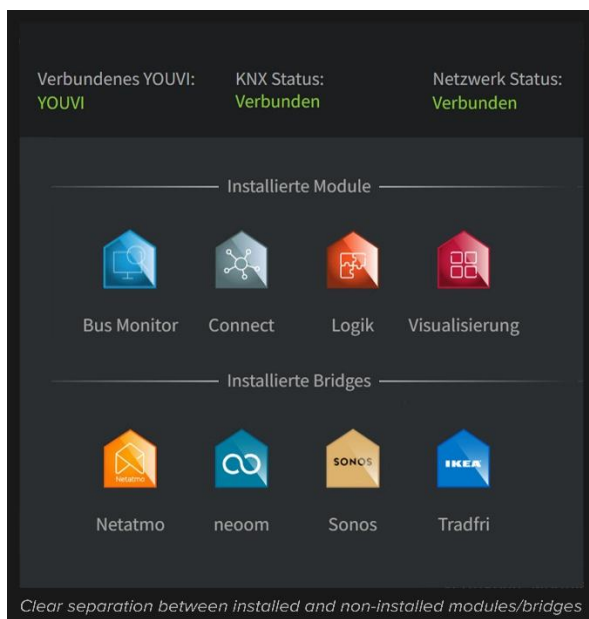 Verbundenes YOUVI: KNX Status: Netzwerk Status:
YOUVI Verbunden Verbunden
Installierte Module
Bus Monitor Connect Logik Visualisierung
Installierte Bridges
Netatmo SONOS IKEA
Netatmo neoom Sonos Tradfri
Clear separation between installed and non-installed modules/bridges